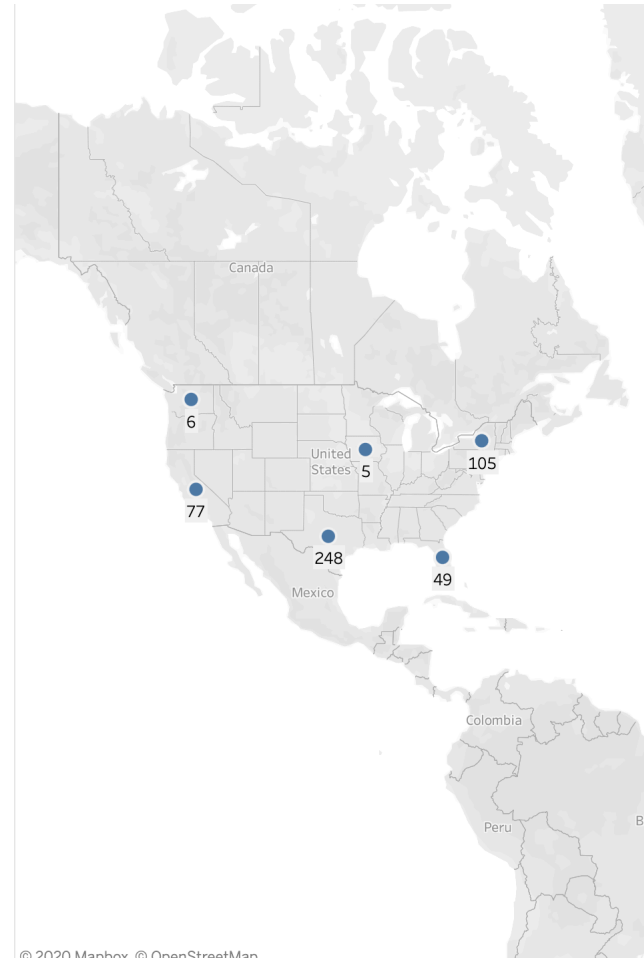 Canada
6
United
States
5
105
77
248
49
Mexico
Colombia
B
Peru
© 2020 Mapbox © OpenStreetMap